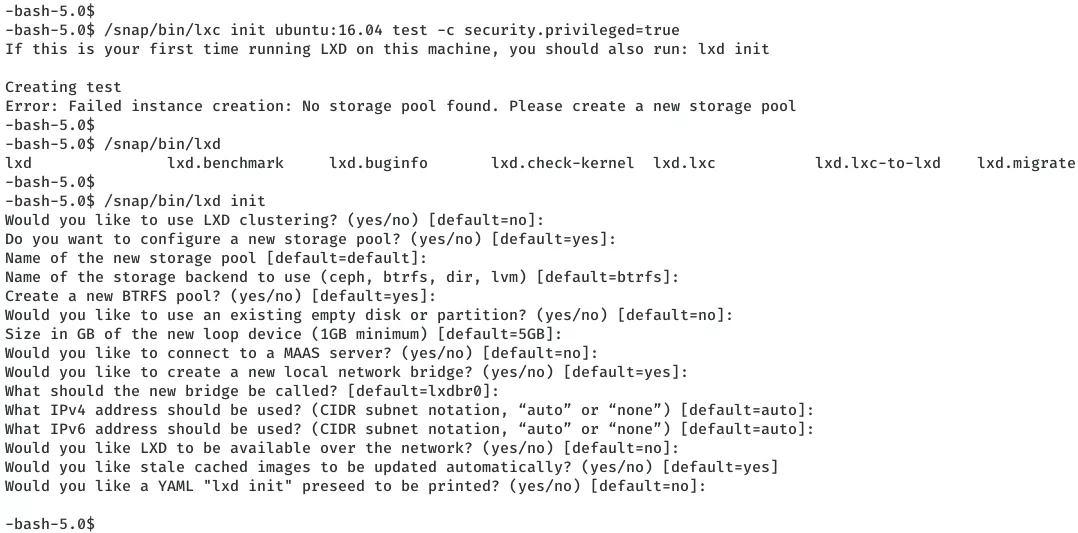 -bash-5.0$
-bash-5.0$ /snap/bin/lxc init ubuntu:16.04 test -c security.privileged=true
If this is your first time running LXD on this machine, you should also run: lxd init
Creating test
Error: Failed instance creation: No storage pool found. Please create a new storage pool
-bash-5.0$
-bash-5.0$ /snap/bin/lxd
lxd lxd.benchmark lxd.buginfo lxd.check-kernel lxd.lxc lxd.lxc-to-lxd lxd.migrate
-bash-5.0$
-bash-5.0$ /snap/bin/lxd init
Would you like to use LXD clustering? (yes/no) [default=no]:
Do you want to configure a new storage pool? (yes/no) [default=yes]:
Name of the new storage pool [default=default]:
Name of the storage backend to use (ceph, btrfs, dir, lvm) [default=btrfs]:
Create a new BTRFS pool? (yes/no) [default=yes]:
Would you like to use an existing empty disk or partition? (yes/no) [default=no]:
Size in GB of the new loop device (1GB minimum) [default=5GB]:
Would you like to connect to a MAAS server? (yes/no) [default=no]:
Would you like to create a new local network bridge? (yes/no) [default=yes]:
What should the new bridge be called? [default=lxdbr0]:
What IPv4 address should be used? (CIDR subnet notation, “auto” or “none”) [default=auto]:
What IPv6 address should be used? (CIDR subnet notation, “auto” or “none”) [default=auto]:
Would you like LXD to be available over the network? (yes/no) [default=no]:
Would you like stale cached images to be updated automatically? (yes/no) [default=yes]
Would you like a YAML "lxd init" preseed to be printed? (yes/no) [default=no]:
-bash-5.0$